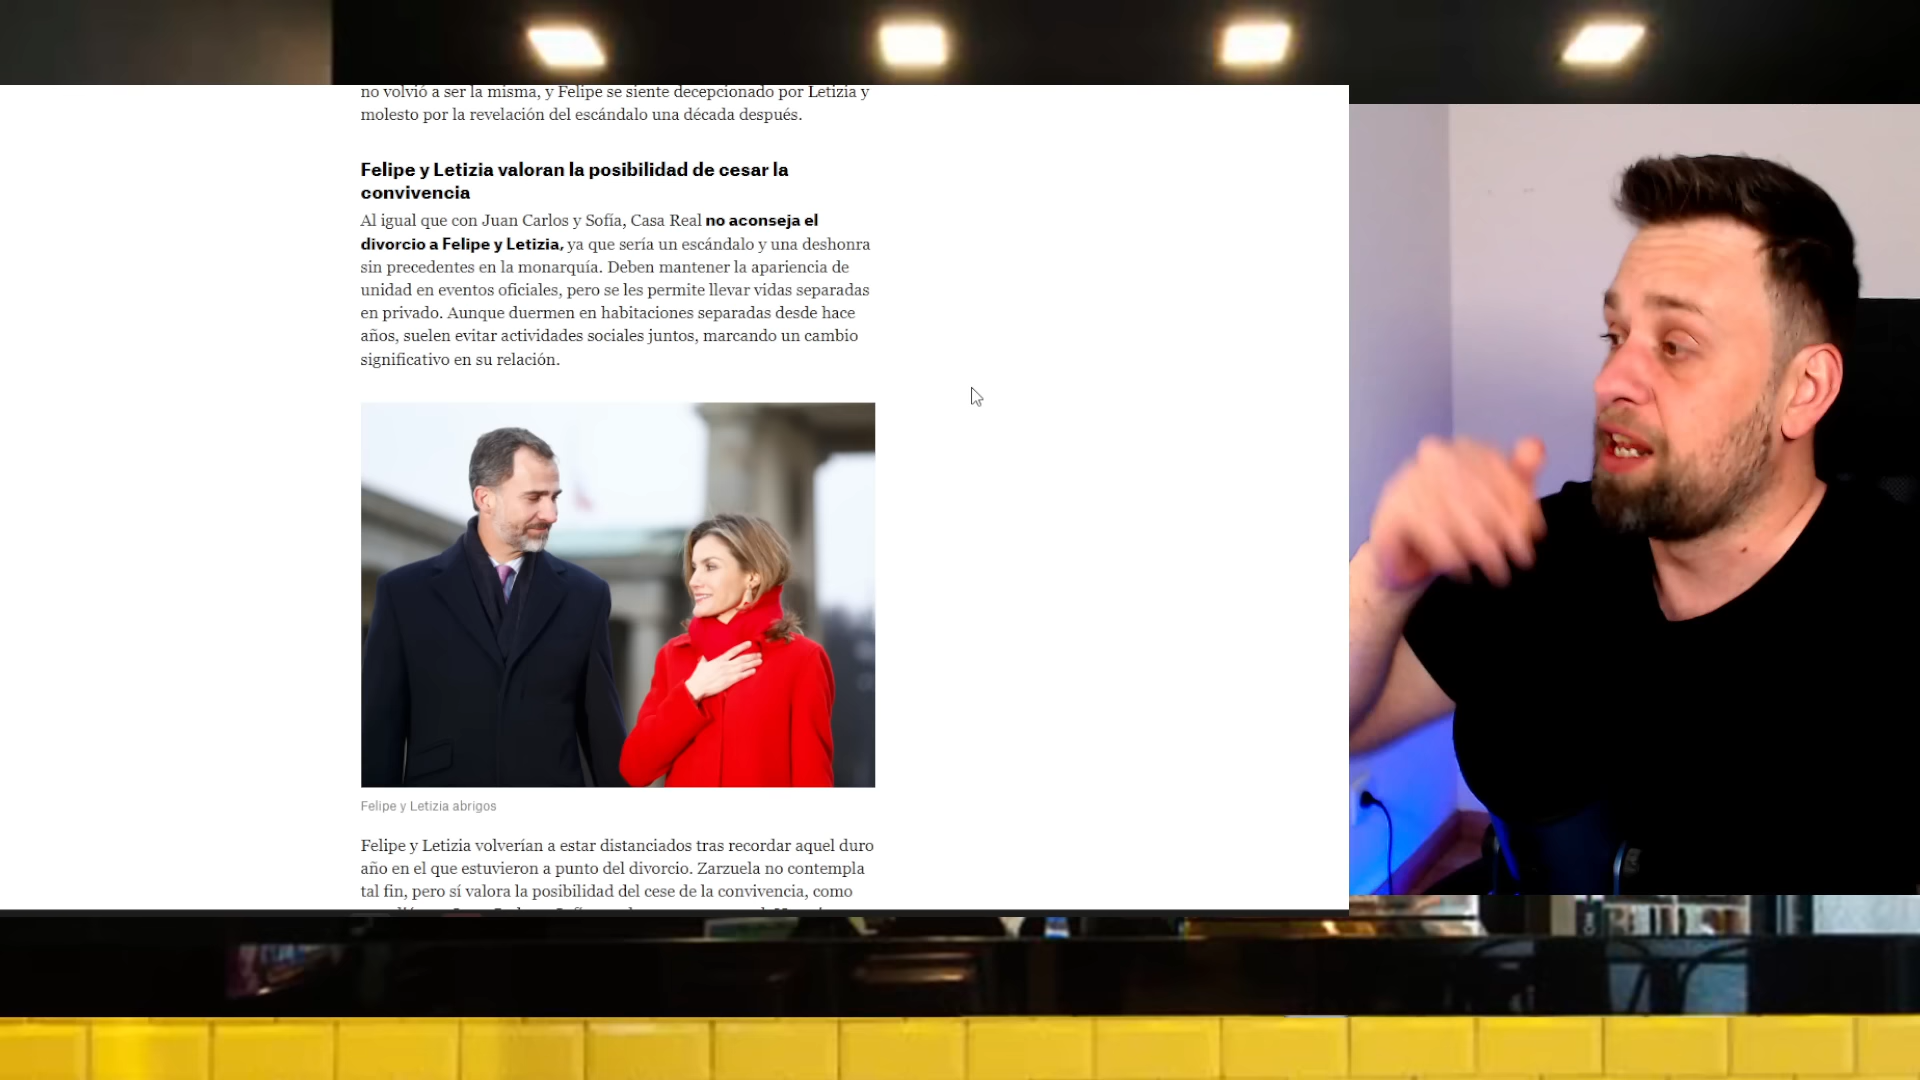 no volvió a ser la misma, y Felipe se siente decepcionado por Letizia y
molesto por la revelación del escándalo una década después.
Felipe y Letizia valoran la posibilidad de cesar la
convivencia
Al igual que con Juan Carlos y Sofía, Casa Real no aconseja el
divorcio a Felipe y Letizia, ya que sería un escándalo y una deshonra
sin precedentes en la monarquía. Deben mantener la apariencia de
unidad en eventos oficiales, pero se les permite llevar vidas separadas
en privado. Aunque duermen en habitaciones separadas desde hace
años, suelen evitar actividades sociales juntos, marcando un cambio
significativo en su relación.
Felipe y Letizia abrigos
Felipe y Letizia volverían a estar distanciados tras recordar aquel duro
año en el que estuvieron a punto del divorcio. Zarzuela no contempla
tal fin, pero sí valora la posibilidad del cese de la convivencia, como